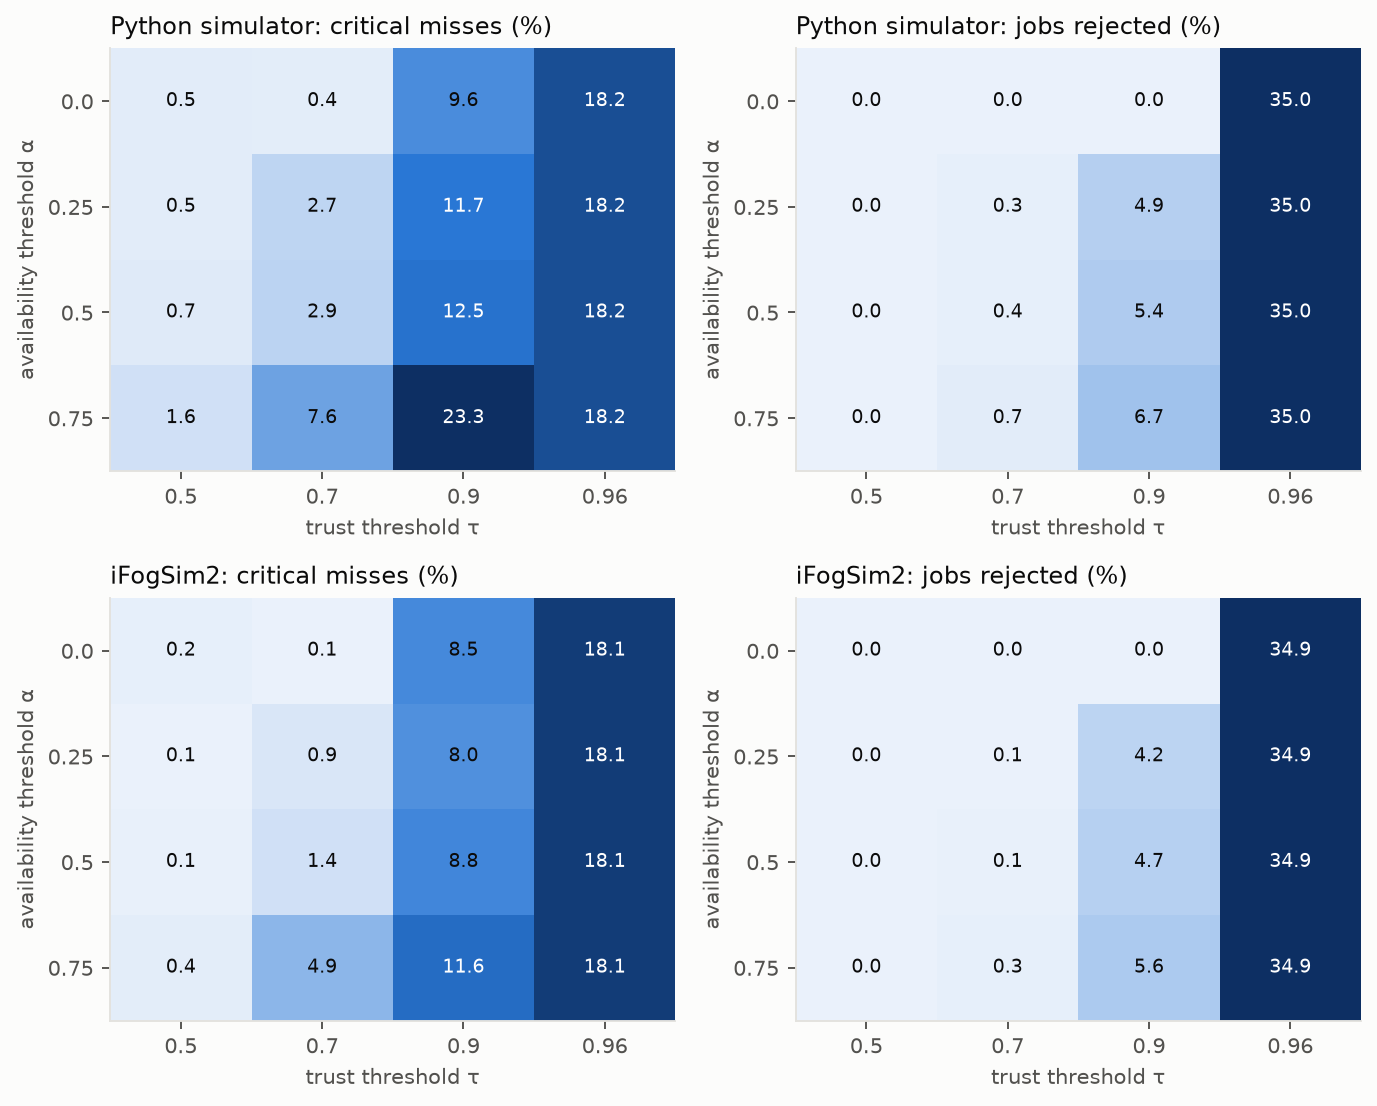 Python simulator: critical misses (%)
availability threshold α
0.0 0.5 0.4 9.6 18.2
0.25 0.5 2.7 11.7 18.2
0.5 0.7 2.9 12.5 18.2
0.75 1.6 7.6 23.3 18.2
0.5 0.7 0.9 0.96
trust threshold τ
Python simulator: jobs rejected (%)
availability threshold α
0.0 0.0 0.0 0.0 35.0
0.25 0.0 0.3 4.9 35.0
0.5 0.0 0.4 5.4 35.0
0.75 0.0 0.7 6.7 35.0
0.5 0.7 0.9 0.96
trust threshold τ
iFogSim2: critical misses (%)
availability threshold α
0.0 0.2 0.1 8.5 18.1
0.25 0.1 0.9 8.0 18.1
0.5 0.1 1.4 8.8 18.1
0.75 0.4 4.9 11.6 18.1
0.5 0.7 0.9 0.96
trust threshold τ
iFogSim2: jobs rejected (%)
availability threshold α
0.0 0.0 0.0 0.0 34.9
0.25 0.0 0.1 4.2 34.9
0.5 0.0 0.1 4.7 34.9
0.75 0.0 0.3 5.6 34.9
0.5 0.7 0.9 0.96
trust threshold τ